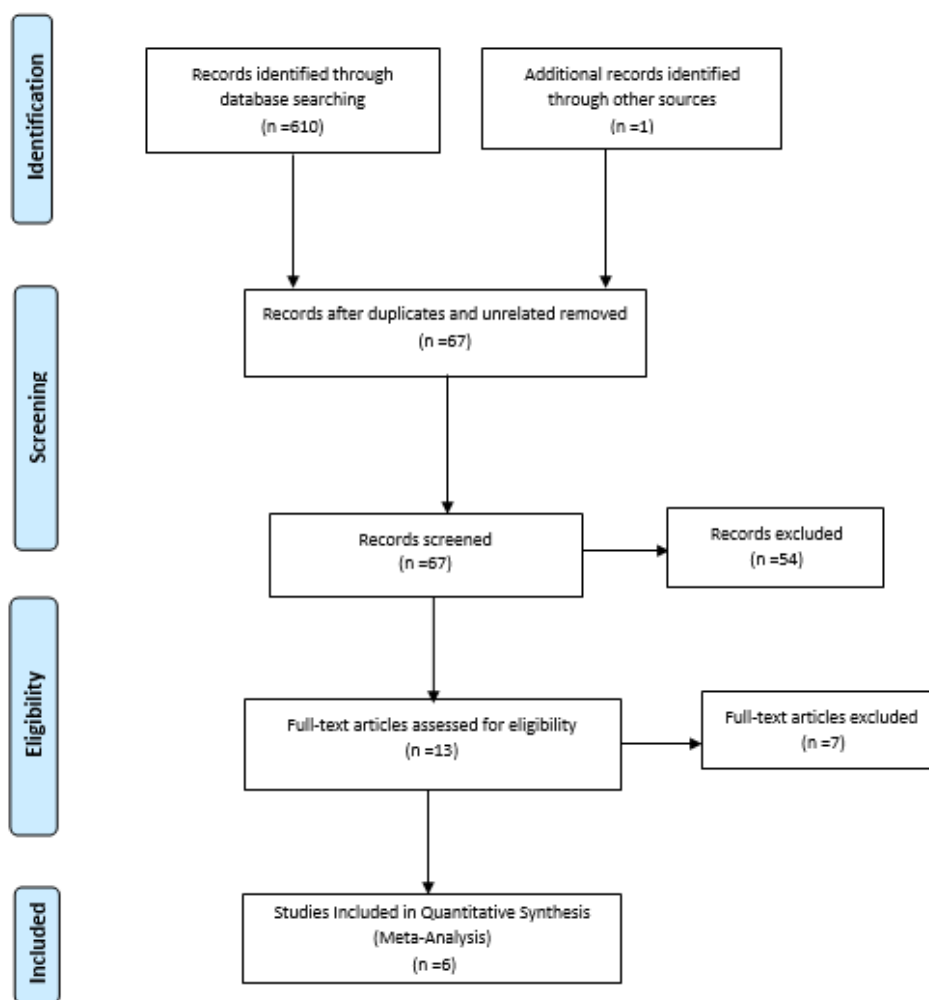 Identification
Records identified through
database searching
(n =610)
Additional records identified
through other sources
(n =1)
Screening
Records after duplicates and unrelated removed
(n =67)
Records screened
(n =67)
Records excluded
(n =54)
Eligibility
Full-text articles assessed for eligibility
(n =13)
Full-text articles excluded
(n =7)
Included
Studies Included in Quantitative Synthesis
(Meta-Analysis)
(n =6)